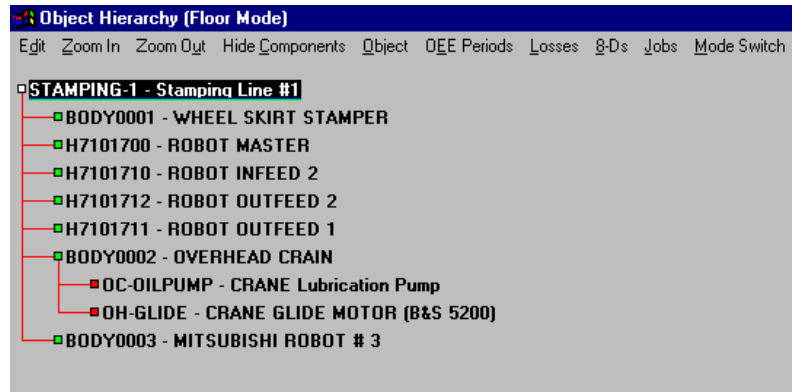 Object Hierarchy (Floor Mode)
Edit Zoom In Zoom Out Hide Components Object OEE Periods Losses 8-Ds Jobs Mode Switch
STAMPING-1 - Stamping Line #1
BODY0001 - WHEEL SKIRT STAMPER
H7101700 - ROBOT MASTER
H7101710 - ROBOT INFEED 2
H7101712 - ROBOT OUTFEED 2
H7101711 - ROBOT OUTFEED 1
BODY0002 - OVERHEAD CRAIN
OC-OILPUMP - CRANE Lubrication Pump
OH-GLIDE - CRANE GLIDE MOTOR (B&S 5200)
BODY0003 - MITSUBISHI ROBOT # 3